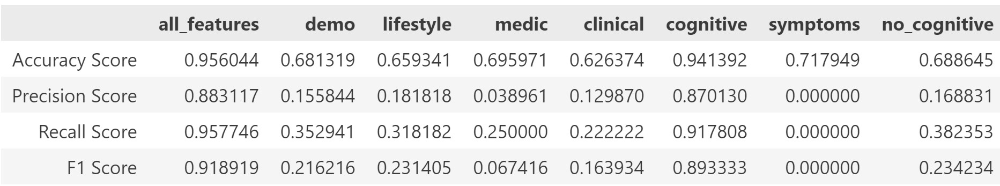 all_features demo lifestyle medic clinical cognitive symptoms no_cognitive
Accuracy Score 0.956044 0.681319 0.659341 0.695971 0.626374 0.941392 0.717949 0.688645
Precision Score 0.883117 0.155844 0.181818 0.038961 0.129870 0.870130 0.000000 0.168831
Recall Score 0.957746 0.352941 0.318182 0.250000 0.222222 0.917808 0.000000 0.382353
F1 Score 0.918919 0.216216 0.231405 0.067416 0.163934 0.893333 0.000000 0.234234